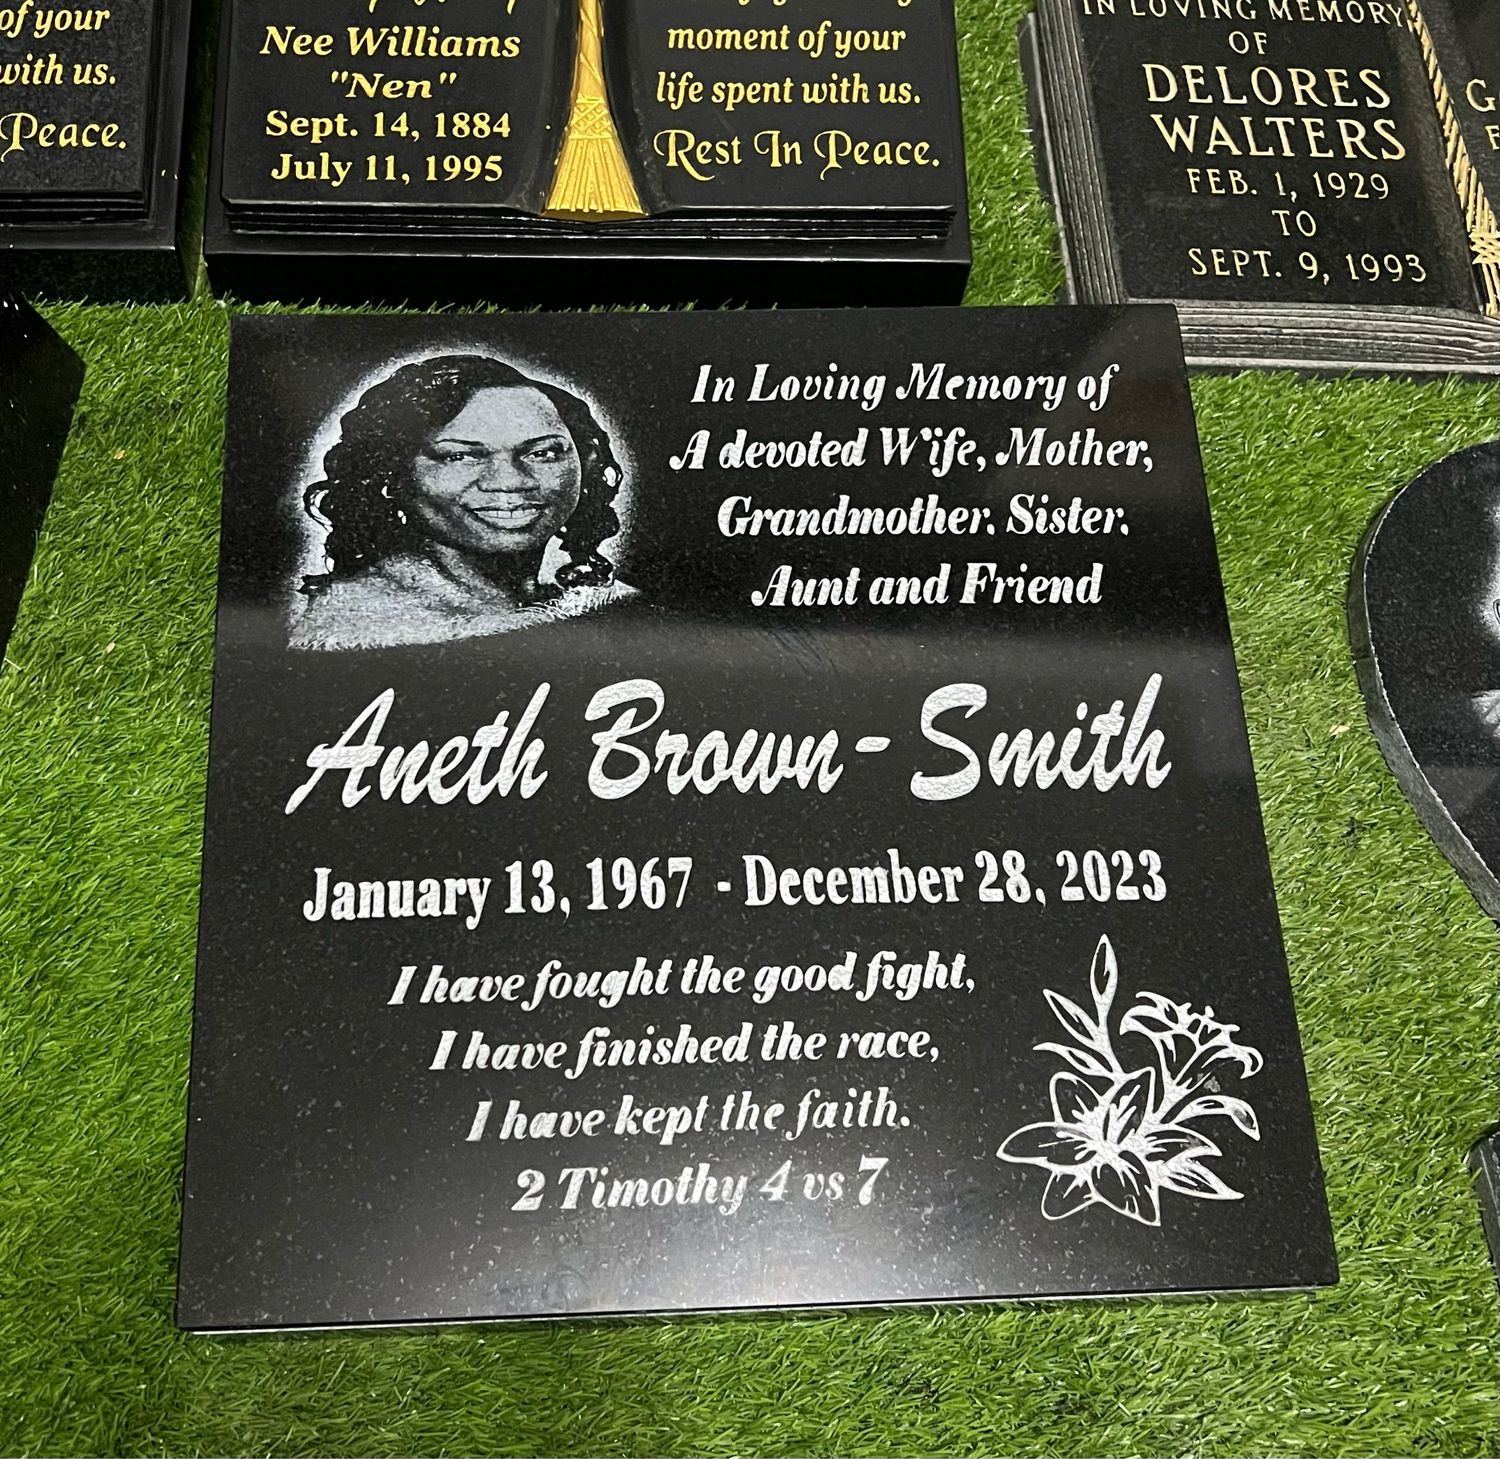 of your
with us.
Peace.
Nee Williams
"Nen"
Sept. 14, 1884
July 11, 1995
moment of your
life spent with us.
Rest In Peace.
IN LOVING MEMORY
OF
DELORES
WALTERS
FEB. 1, 1929
TO
SEPT. 9, 1993
In Loving Memory of
A devoted Wife, Mother,
Grandmother, Sister,
Aunt and Friend
Aneth Brown-Smith
January 13, 1967 - December 28, 2023
I have fought the good fight,
I have finished the race,
I have kept the faith.
2 Timothy 4 vs 7